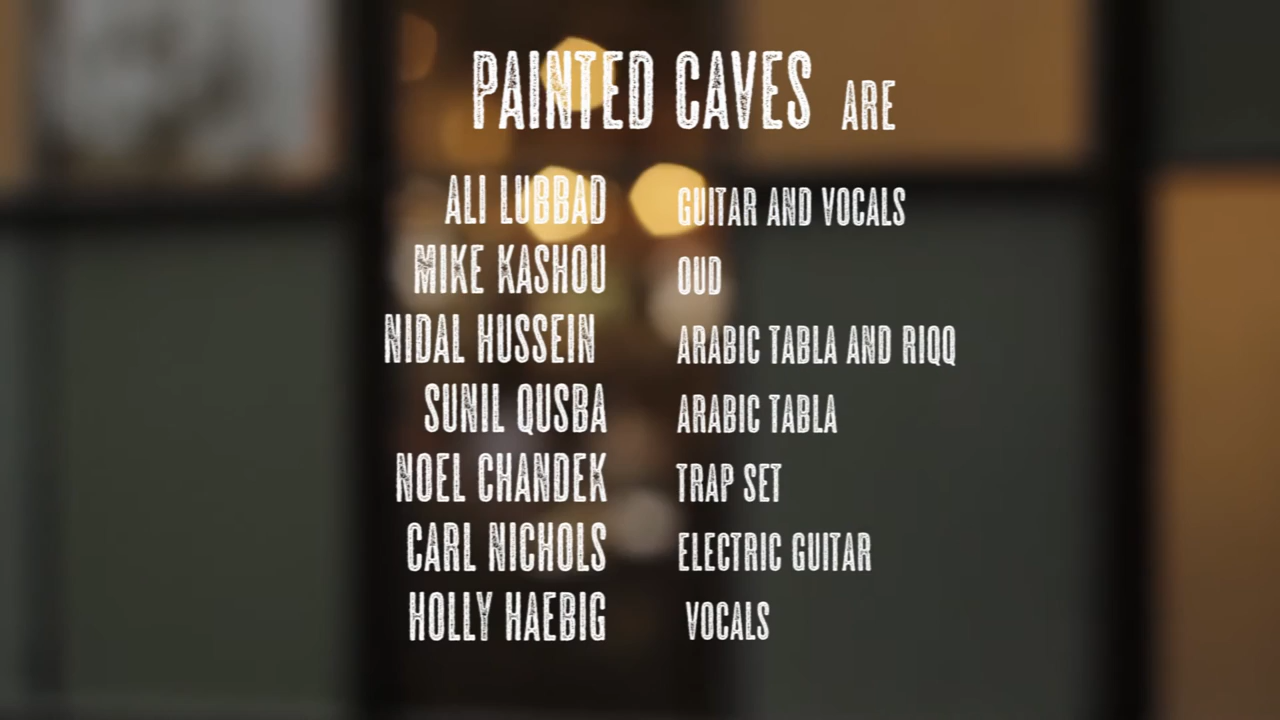 PAINTED CAVES ARE
ALI LUBBAD GUITAR AND VOCALS
MIKE KASHOU OUD
NIDAL HUSSEIN ARABIC TABLA AND RIQQ
SUNIL QUSBA ARABIC TABLA
NOEL CHANDEK TRAP SET
CARL NICHOLS ELECTRIC GUITAR
HOLLY HAEBIG VOCALS